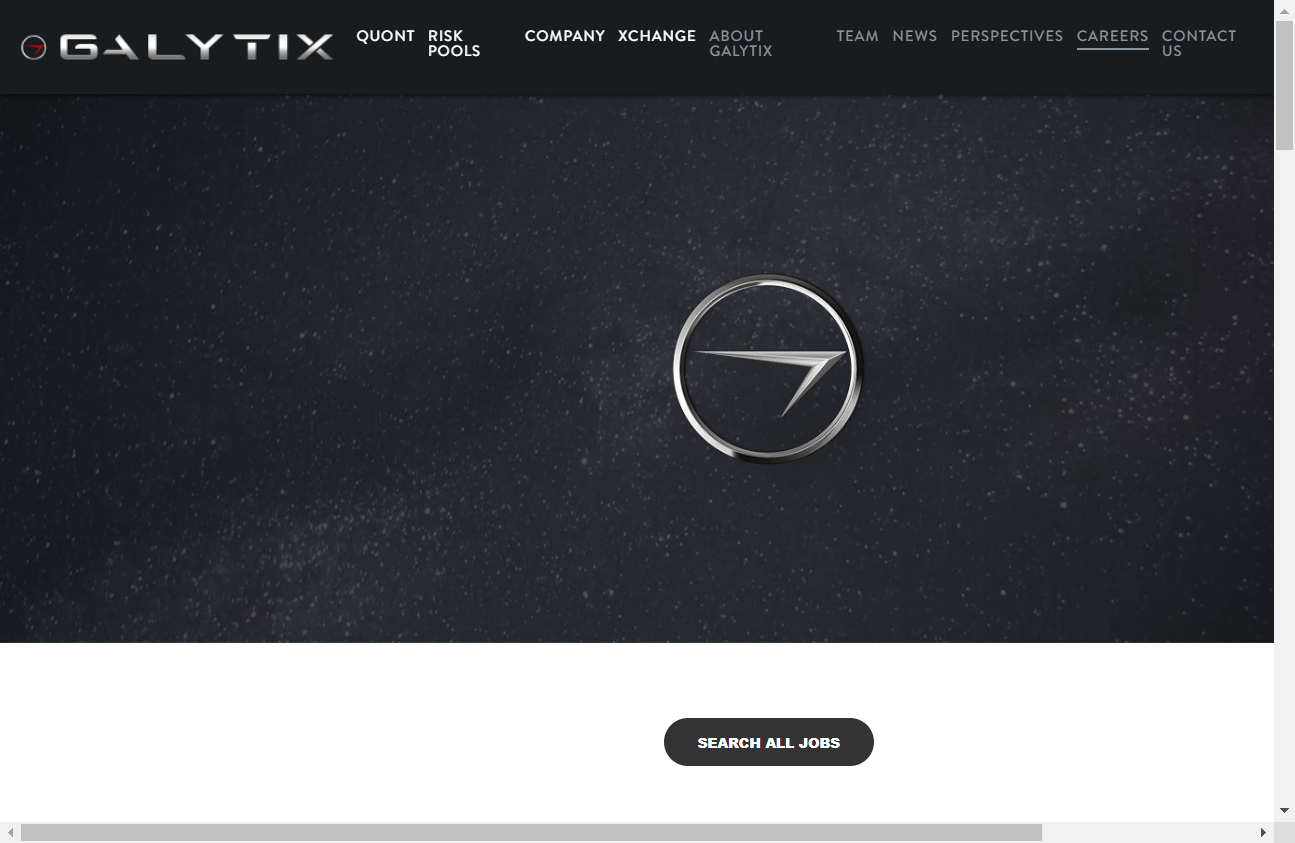 GALYTIX
QUONT
RISK
POOLS
COMPANY
XCHANGE
ABOUT
GALYTIX
TEAM
NEWS
PERSPECTIVES
CAREERS
CONTACT
US
SEARCH ALL JOBS